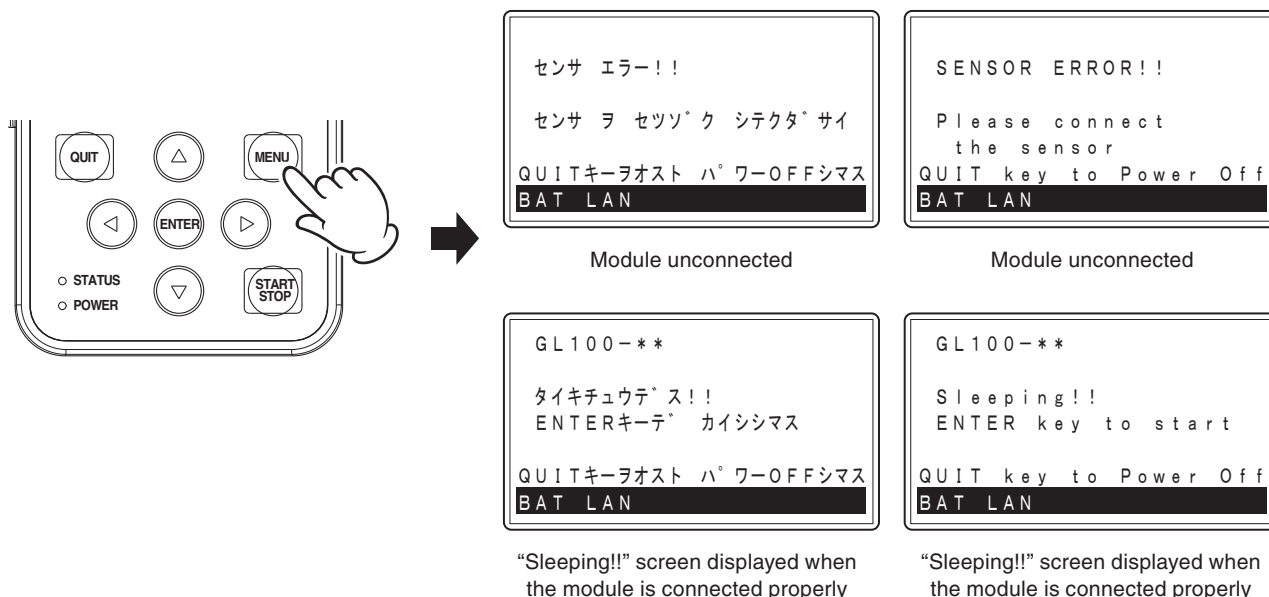 QUIT
MENU
ENTER
STATUS
POWER
START
STOP
センサ エラー!!
センサ ヲ セツゾク シテクダサイ
QUITキーヲオスト パワーOFFシマス
BAT LAN
Module unconnected
SENSOR ERROR!!
Please connect
the sensor
QUIT key to Power Off
BAT LAN
Module unconnected
GL100-**
タイキチュウデス!!
ENTERキーデ カイシシマス
QUITキーヲオスト パワーOFFシマス
BAT LAN
“Sleeping!!” screen displayed when
the module is connected properly
GL100-**
Sleeping!!
ENTER key to start
QUIT key to Power Off
BAT LAN
“Sleeping!!” screen displayed when
the module is connected properly